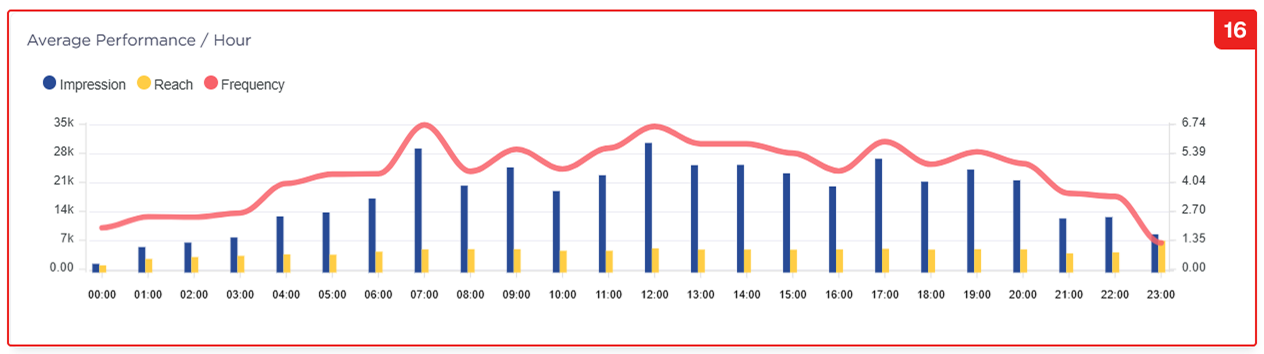 16
Average Performance / Hour
Impression Reach Frequency
35k 6.74
28k 5.39
21k 4.04
14k 2.70
7k 1.35
0.00 0.00
00:00 01:00 02:00 03:00 04:00 05:00 06:00 07:00 08:00 09:00 10:00 11:00 12:00 13:00 14:00 15:00 16:00 17:00 18:00 19:00 20:00 21:00 22:00 23:00